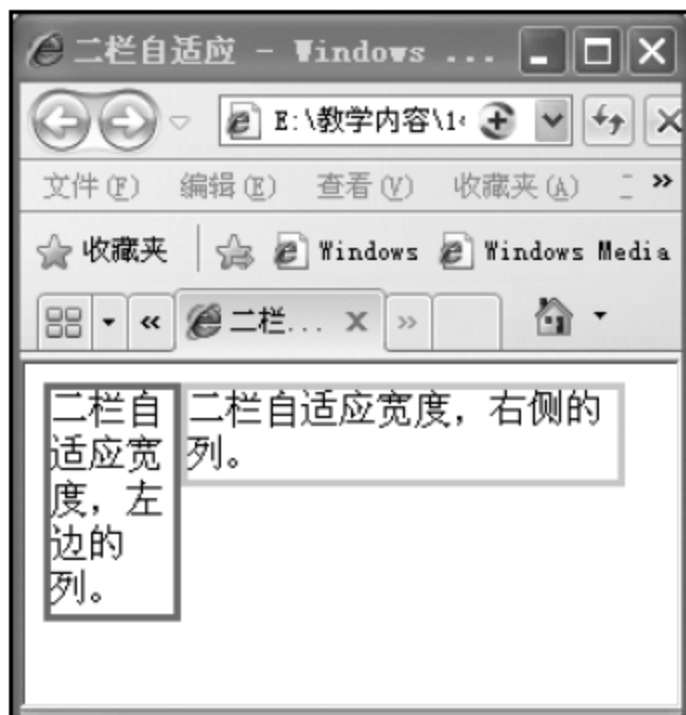 二栏自适应 - Windows ...
E:\教学内容\1
文件(F) 编辑(E) 查看(V) 收藏夹(A) »
收藏夹 Windows Windows Media
« 二栏... X »
二栏自
适应宽
度，左
边的
列。
二栏自适应宽度，右侧的
列。